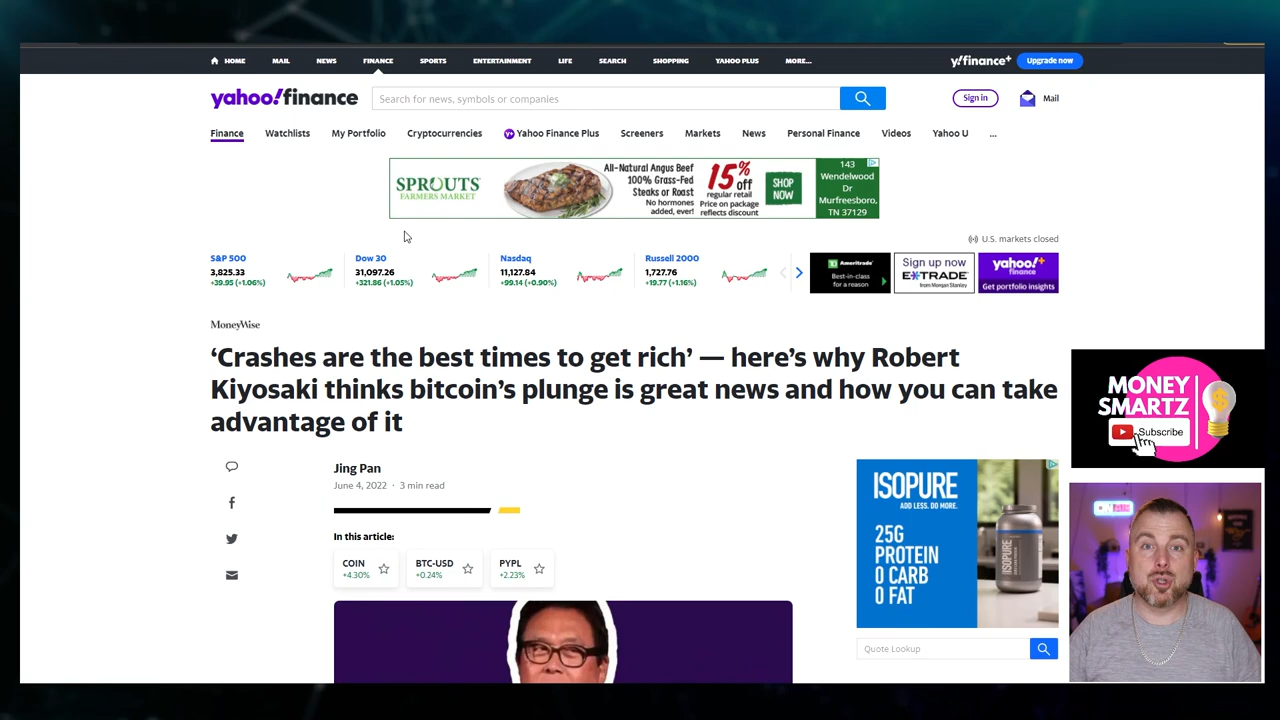 HOME MAIL NEWS FINANCE SPORTS ENTERTAINMENT LIFE SEARCH SHOPPING YAHOO PLUS MORE... y!finance+ Upgrade now
yahoo!finance Search for news, symbols or companies Sign in Mail
Finance Watchlists My Portfolio Cryptocurrencies Y+ Yahoo Finance Plus Screeners Markets News Personal Finance Videos Yahoo U ...
SPROUTS
FARMERS MARKET
All-Natural Angus Beef
100% Grass-Fed
Steaks or Roast
No hormones
added, ever!
15% off
regular retail
Price on package
reflects discount
SHOP
NOW
143
Wendelwood
Dr
Murfreesboro,
TN 37129
U.S. markets closed
S&P 500
3,825.33
+39.95 (+1.06%)
Dow 30
31,097.26
+321.86 (+1.05%)
Nasdaq
11,127.84
+99.14 (+0.90%)
Russell 2000
1,727.76
+19.77 (+1.16%)
Ameritrade
Best-in-class
for a reason
Sign up now
E*TRADE
from Morgan Stanley
yahoo!+
finance
Get portfolio insights
MoneyWise
‘Crashes are the best times to get rich’ — here’s why Robert
Kiyosaki thinks bitcoin’s plunge is great news and how you can take
advantage of it
Jing Pan
June 4, 2022 · 3 min read
In this article:
COIN
+4.30%
BTC-USD
+0.24%
PYPL
+2.23%
ISOPURE
ADD LESS. DO MORE.
25G
PROTEIN
0 CARB
0 FAT
ISOPURE
Quote Lookup
MONEY
SMARTZ
Subscribe